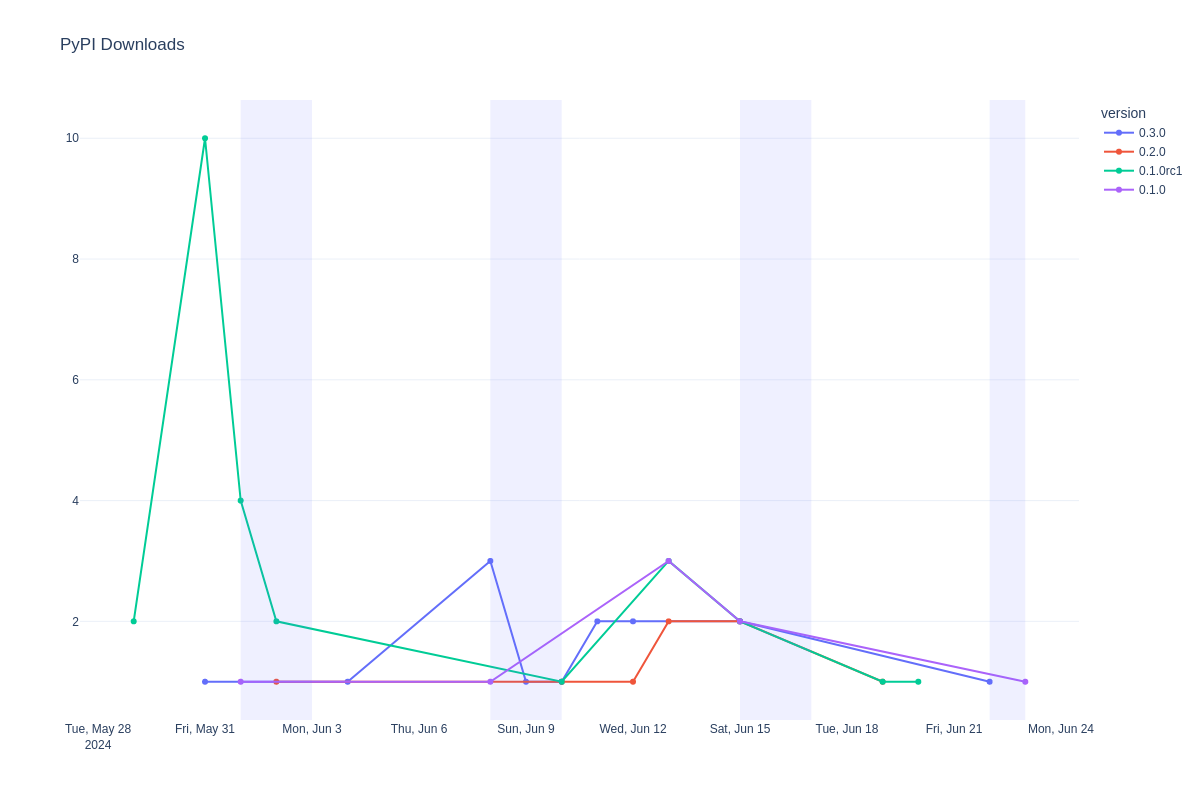 PyPI Downloads
version
0.3.0
0.2.0
0.1.0rc1
0.1.0
10
8
6
4
2
Tue, May 28
2024
Fri, May 31
Mon, Jun 3
Thu, Jun 6
Sun, Jun 9
Wed, Jun 12
Sat, Jun 15
Tue, Jun 18
Fri, Jun 21
Mon, Jun 24